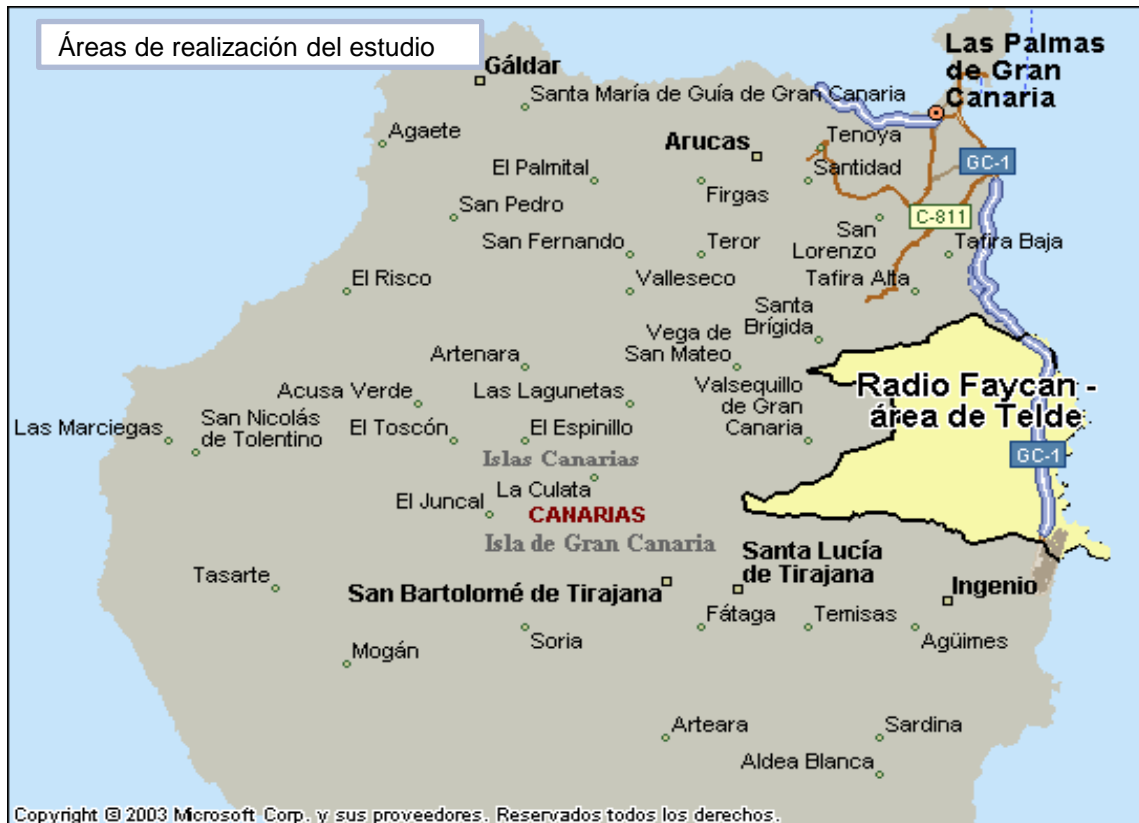 Áreas de realización del estudio
Las Palmas
de Gran
Canaria
Gáldar
Santa María de Guía de Gran Canaria
Agaete
Arucas
Tenoya
GC-1
El Palmital
Santidad
Firgas
San Pedro
C-811
San
Lorenzo
San Fernando
Teror
Tafira Baja
El Risco
Valleseco
Tafira Alta
Santa
Brígida
Vega de
San Mateo
Artenara
Acusa Verde
Las Lagunetas
Valsequillo
de Gran
Canaria
Radio Faycan -
área de Telde
Las Marciegas
San Nicolás
de Tolentino
El Toscón
El Espinillo
GC-1
Islas Canarias
La Culata
El Juncal
CANARIAS
Isla de Gran Canaria
Tasarte
San Bartolomé de Tirajana
Santa Lucía
de Tirajana
Ingenio
Fátaga
Temisas
Soria
Agüimes
Mogán
Arteara
Sardina
Aldea Blanca
Copyright © 2003 Microsoft Corp. y sus proveedores. Reservados todos los derechos.